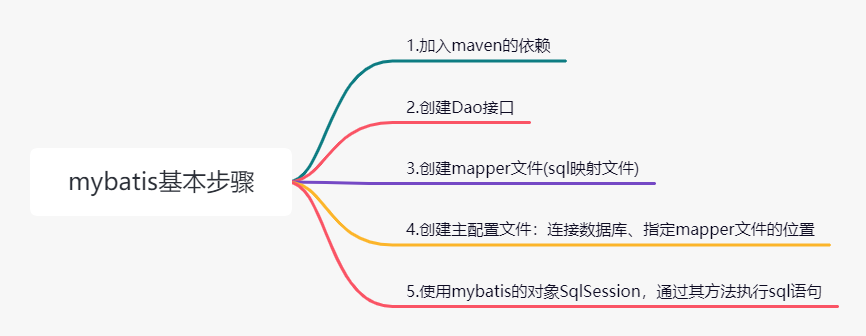 mybatis基本步骤
1.加入maven的依赖
2.创建Dao接口
3.创建mapper文件(sql映射文件)
4.创建主配置文件：连接数据库、指定mapper文件的位置
5.使用mybatis的对象SqlSession，通过其方法执行sql语句